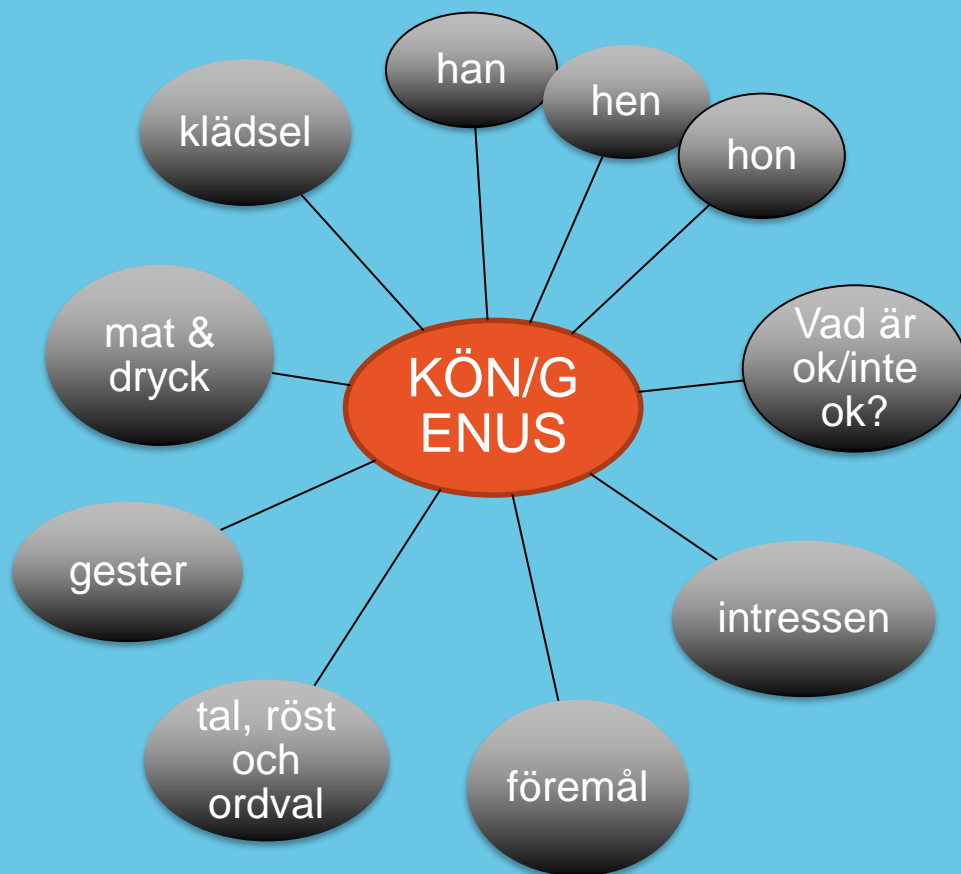 han
hen
hon
klädsel
Vad är
ok/inte
ok?
mat &
dryck
KÖN/G
ENUS
gester
intressen
tal, röst
och
ordval
föremål